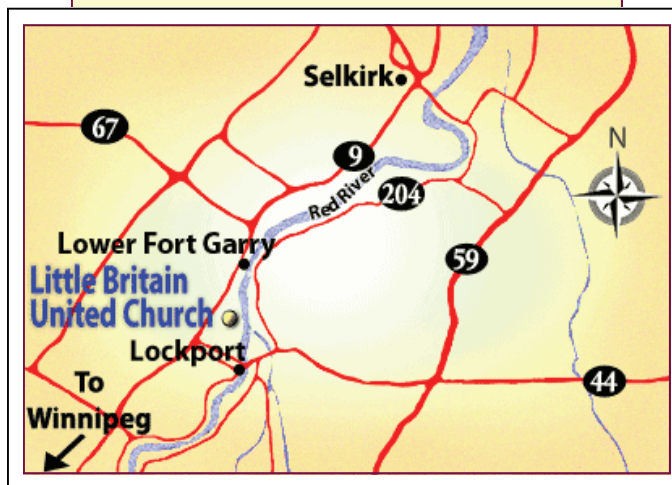 Selkirk
67
N
9
Red River
204
Lower Fort Garry
59
Little Britain
United Church
Lockport
To
Winnipeg
44